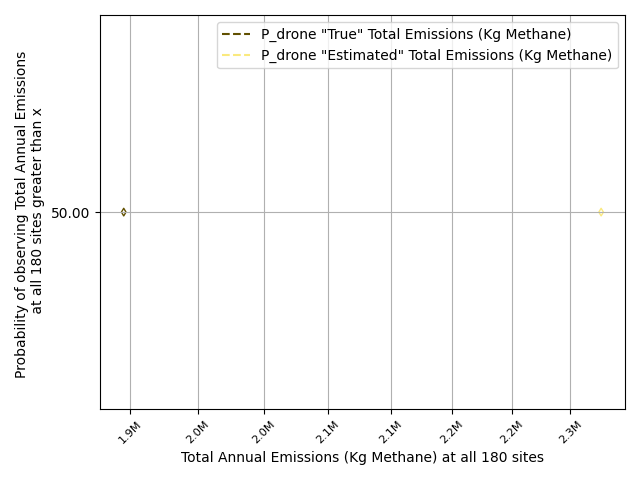 P_drone "True" Total Emissions (Kg Methane)
P_drone "Estimated" Total Emissions (Kg Methane)
Probability of observing Total Annual Emissions
at all 180 sites greater than x
50.00
1.9M 2.0M 2.0M 2.1M 2.1M 2.2M 2.2M 2.3M
Total Annual Emissions (Kg Methane) at all 180 sites